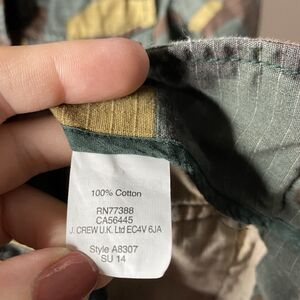 100% Cotton
RN77388
CA56445
J. CREW U.K. Ltd EC4V 6JA
Style A8307
SU 14